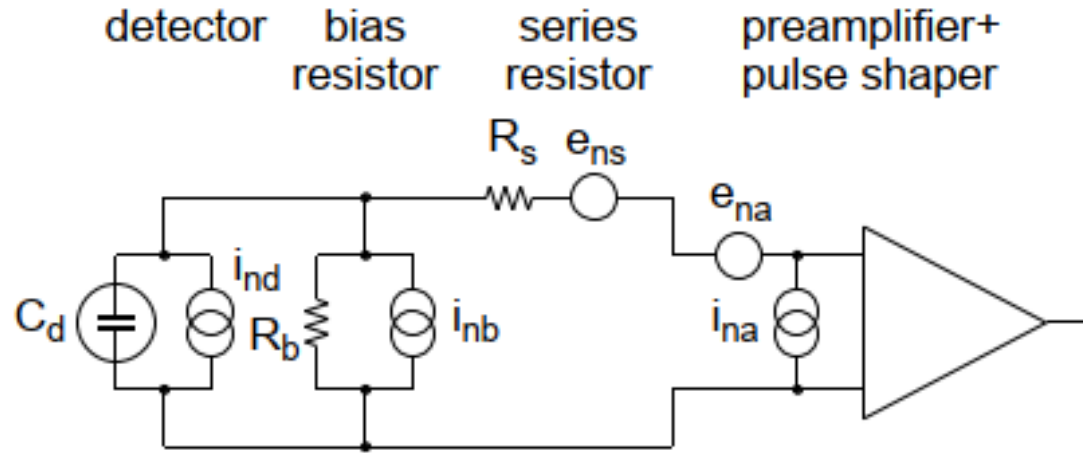 detector
bias
resistor
series
resistor
preamplifier+
pulse shaper
Rs
ens
ena
ind
Cd
Rb
inb
ina